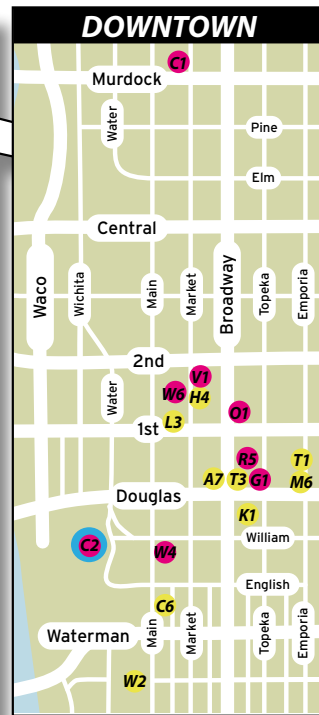 DOWNTOWN
C1
Murdock
Water
Pine
Elm
Central
Waco
Wichita
Main
Market
Broadway
Topeka
Emporia
2nd
Water
V1
W6
H4
O1
L3
1st
R5
T1
A7
T3
G1
M6
Douglas
K1
C2
W4
William
English
C6
Waterman
Main
Market
Topeka
Emporia
W2